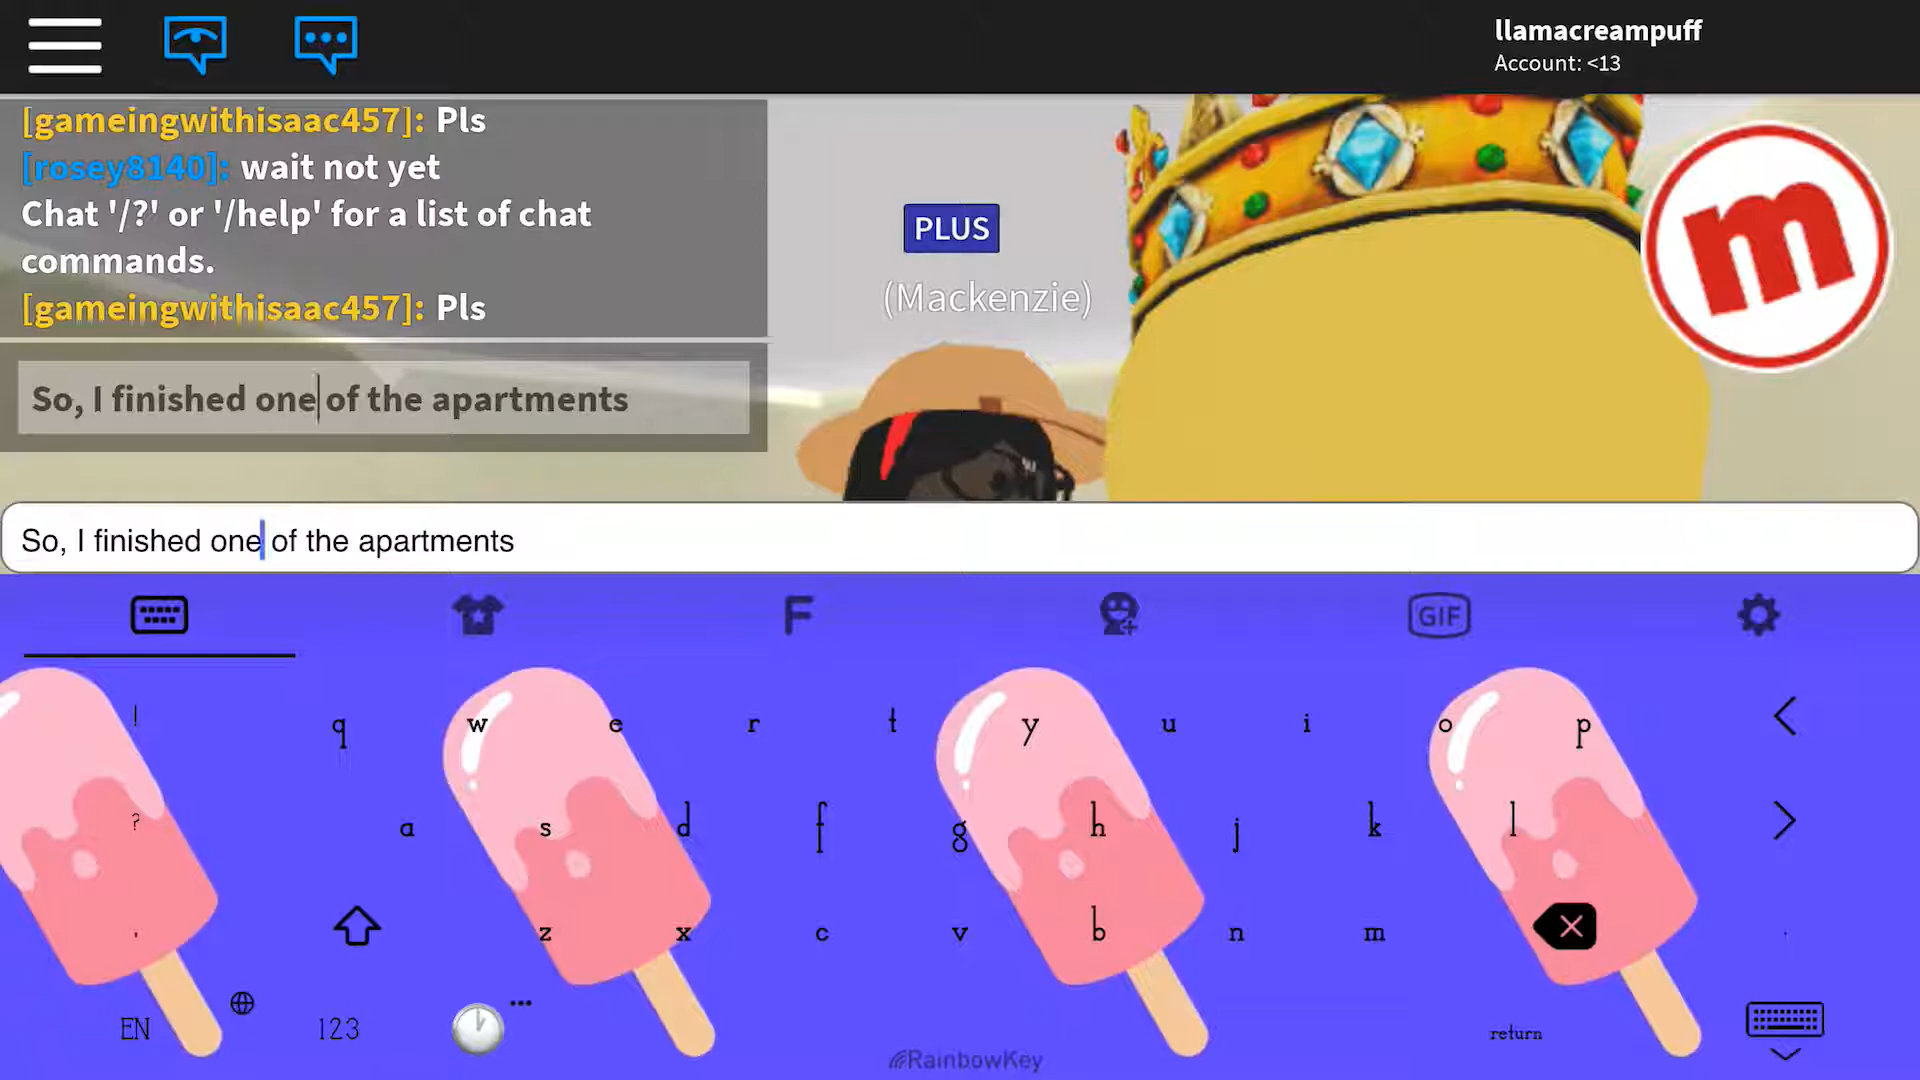 llamacreampuff
Account: <13
[gameingwithisaac457]: Pls
[rosey8140]: wait not yet
Chat '/?' or '/help' for a list of chat
commands.
[gameingwithisaac457]: Pls
So, I finished one of the apartments
PLUS
(Mackenzie)
m
So, I finished one of the apartments
F
GIF
! q w e r t y u i o p
? a s d f g h j k l
' z x c v b n m .
EN 123 return
RainbowKey